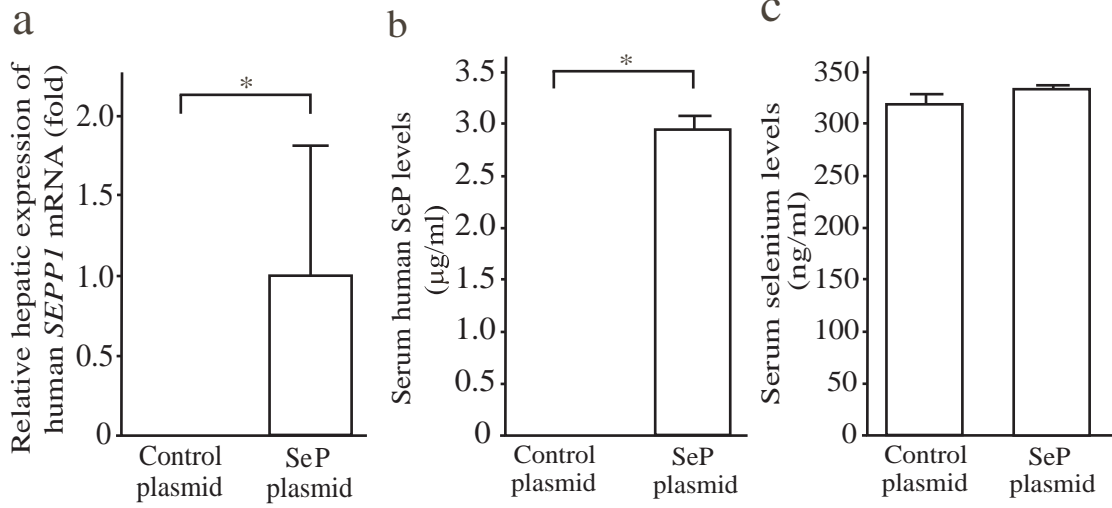 a
Relative hepatic expression of
human SEPP1 mRNA (fold)
2.0
1.5
1.0
0.5
0
*
Control
plasmid
SeP
plasmid
b
Serum human SeP levels
(μg/ml)
3.5
3.0
2.5
2.0
1.5
1.0
0.5
0
*
Control
plasmid
SeP
plasmid
c
Serum selenium levels
(ng/ml)
350
300
250
200
150
100
50
0
Control
plasmid
SeP
plasmid